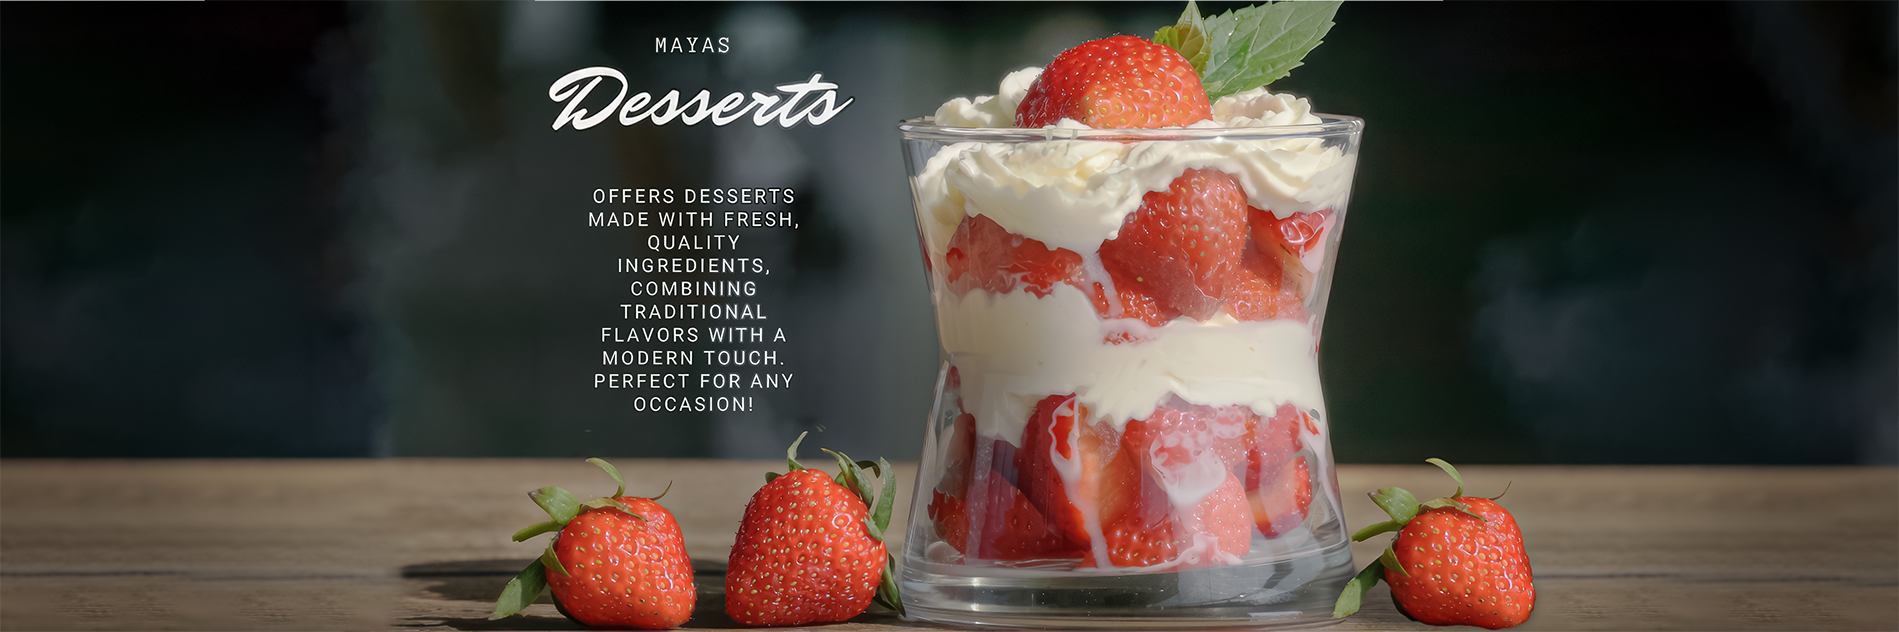 MAYAS
Desserts
OFFERS DESSERTS
MADE WITH FRESH,
QUALITY
INGREDIENTS,
COMBINING
TRADITIONAL
FLAVORS WITH A
MODERN TOUCH.
PERFECT FOR ANY
OCCASION!